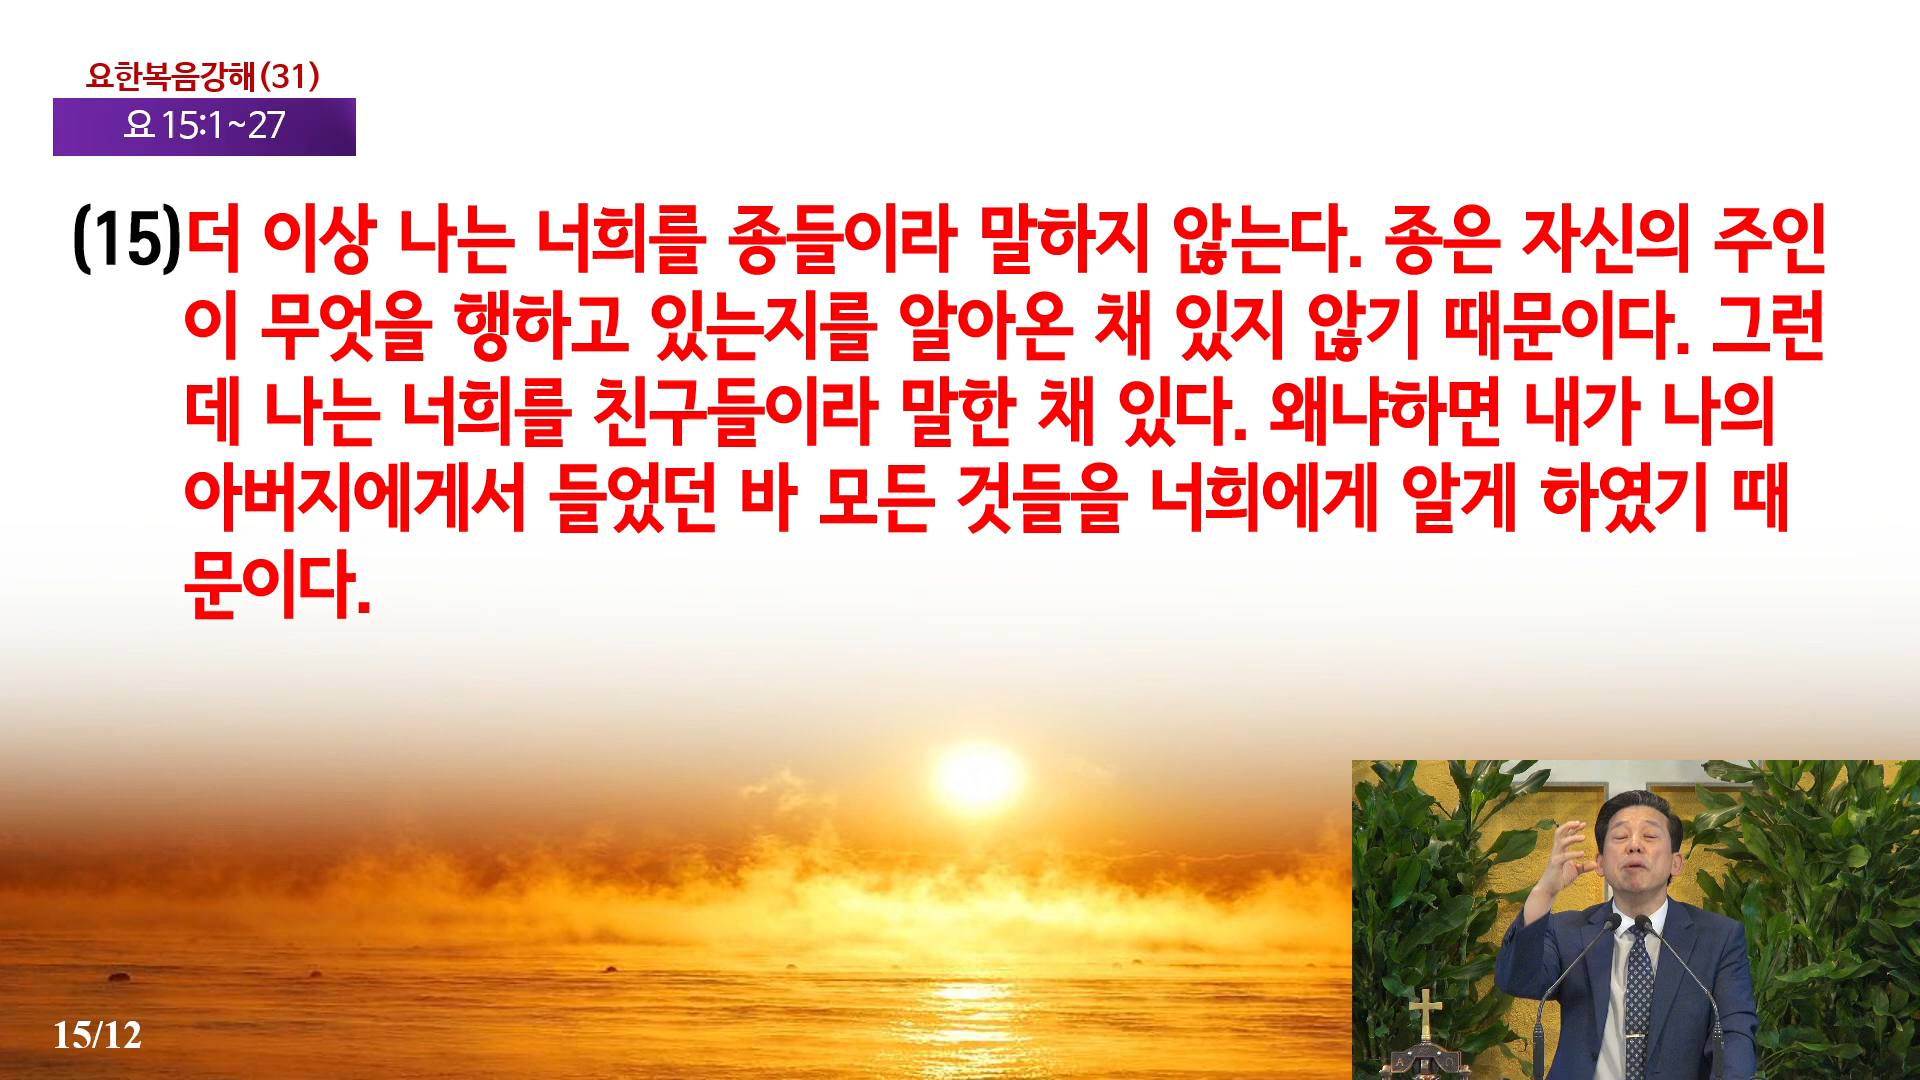 요한복음강해(31)
요 15:1~27
(15)더 이상 나는 너희를 종들이라 말하지 않는다. 종은 자신의 주인
이 무엇을 행하고 있는지를 알아온 채 있지 않기 때문이다. 그런
데 나는 너희를 친구들이라 말한 채 있다. 왜냐하면 내가 나의
아버지에게서 들었던 바 모든 것들을 너희에게 알게 하였기 때
문이다.
15/12
A Ω